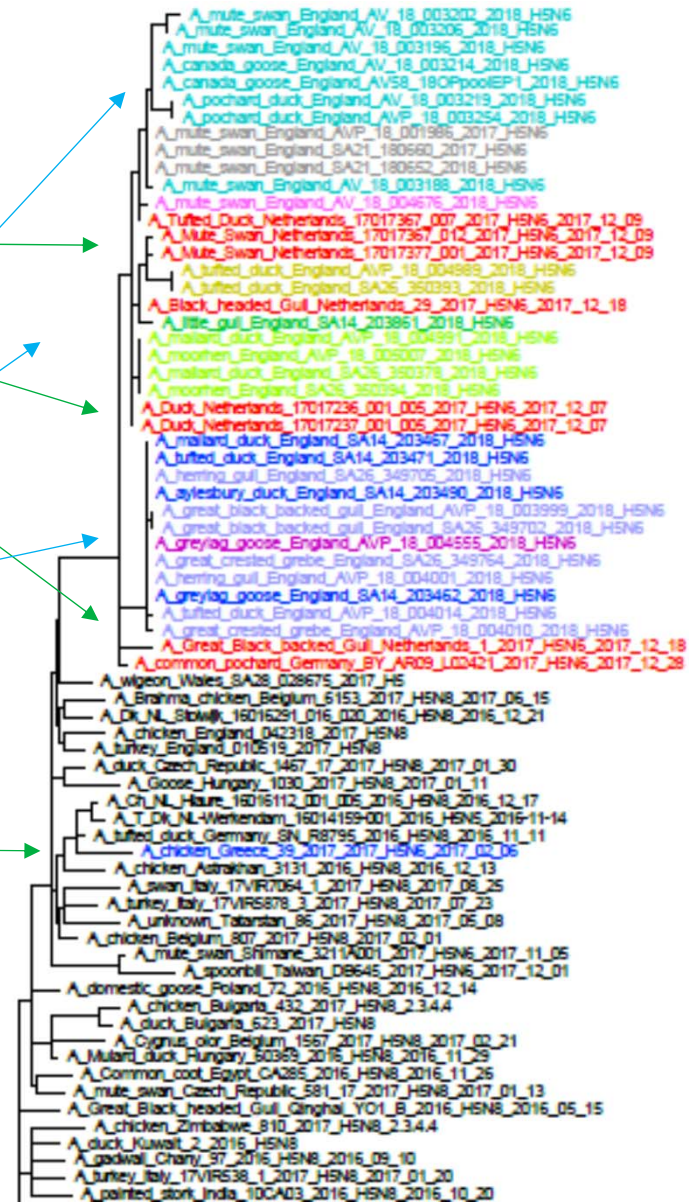 A_mute_swan_England_AV_18_003202_2018_H5N6
A_mute_swan_England_AV_18_003206_2018_H5N6
A_mute_swan_England_AV_18_003195_2018_H5N6
A_canada_goose_England_AV_18_003214_2018_H5N6
A_canada_goose_England_AV58_18OPpoolEP1_2018_H5N6
A_pochard_duck_England_AV_18_003219_2018_H5N6
A_pochard_duck_England_AVP_18_003254_2018_H5N6
A_mute_swan_England_AVP_18_001986_2017_H5N6
A_mute_swan_England_SA21_180660_2017_H5N6
A_mute_swan_England_SA21_180652_2018_H5N6
A_mute_swan_England_AV_18_003188_2018_H5N6
A_mute_swan_England_AV_18_004676_2018_H5N6
A_Tufted_Duck_Netherlands_17017367_007_2017_H5N6_2017_12_09
A_Mute_Swan_Netherlands_17017367_012_2017_H5N6_2017_12_09
A_Mute_Swan_Netherlands_17017377_001_2017_H5N6_2017_12_09
A_tufted_duck_England_AVP_18_004989_2018_H5N6
A_tufted_duck_England_SA26_350393_2018_H5N6
A_Black_headed_Gull_Netherlands_29_2017_H5N6_2017_12_18
A_little_gull_England_SA14_203861_2018_H5N6
A_mallard_duck_England_AVP_18_004991_2018_H5N6
A_moorhen_England_AVP_18_005007_2018_H5N6
A_mallard_duck_England_SA26_350378_2018_H5N6
A_moorhen_England_SA26_350394_2018_H5N6
A_Duck_Netherlands_17017236_001_005_2017_H5N6_2017_12_07
A_Duck_Netherlands_17017237_001_005_2017_H5N6_2017_12_07
A_mallard_duck_England_SA14_203467_2018_H5N6
A_tufted_duck_England_SA14_203471_2018_H5N6
A_herring_gull_England_SA26_349705_2018_H5N6
A_aylesbury_duck_England_SA14_203490_2018_H5N6
A_great_black_backed_gull_England_AVP_18_003999_2018_H5N6
A_great_black_backed_gull_England_SA26_349702_2018_H5N6
A_greylag_goose_England_AVP_18_004555_2018_H5N6
A_great_crested_grebe_England_SA26_349764_2018_H5N6
A_herring_gull_England_AVP_18_004001_2018_H5N6
A_greylag_goose_England_SA14_203462_2018_H5N6
A_tufted_duck_England_AVP_18_004014_2018_H5N6
A_great_crested_grebe_England_AVP_18_004010_2018_H5N6
A_Great_Black_backed_Gull_Netherlands_1_2017_H5N6_2017_12_18
A_common_pochard_Germany_BY_AR09_L02421_2017_H5N6_2017_12_28
A_wigeon_Wales_SA28_028675_2017_H5
A_Brahma_chicken_Belgium_6153_2017_H5N8_2017_06_15
A_Dk_NL_Stolwijk_16016291_016_020_2016_H5N8_2016_12_21
A_chicken_England_042318_2017_H5N8
A_turkey_England_010519_2017_H5N8
A_duck_Czech_Republic_1467_17_2017_H5N8_2017_01_30
A_Goose_Hungary_1030_2017_H5N8_2017_01_11
A_Ch_NL_Hiaure_16016112_001_005_2016_H5N8_2016_12_17
A_T_Dk_NL-Werkendam_16014159-001_2016_H5N5_2016-11-14
A_tufted_duck_Germany_SN_R8795_2016_H5N8_2016_11_11
A_chicken_Greece_39_2017_2017_H5N6_2017_02_06
A_chicken_Astrakhan_3131_2016_H5N8_2016_12_13
A_swan_Italy_17VIR7064_1_2017_H5N8_2017_08_25
A_turkey_Italy_17VIR5878_3_2017_H5N8_2017_07_23
A_unknown_Tatarstan_86_2017_H5N8_2017_05_08
A_chicken_Belgium_807_2017_H5N8_2017_02_01
A_mute_swan_Shimane_3211A001_2017_H5N6_2017_11_05
A_spoonbill_Taiwan_DB645_2017_H5N6_2017_12_01
A_domestic_goose_Poland_72_2016_H5N8_2016_12_14
A_chicken_Bulgaria_432_2017_H5N8_2.3.4.4
A_duck_Bulgaria_623_2017_H5N8
A_Cygnus_olor_Belgium_1567_2017_H5N8_2017_02_21
A_Mulard_duck_Hungary_60369_2016_H5N8_2016_11_29
A_Common_coot_Egypt_CA285_2016_H5N8_2016_11_26
A_mute_swan_Czech_Republic_581_17_2017_H5N8_2017_01_13
A_Great_Black_headed_Gull_Qinghai_YO1_B_2016_H5N8_2016_05_15
A_chicken_Zimbabwe_810_2017_H5N8_2.3.4.4
A_duck_Kuwait_2_2016_H5N8
A_gadwall_Chany_97_2016_H5N8_2016_09_10
A_turkey_Italy_17VIR538_1_2017_H5N8_2017_01_20
A_painted_stork_India_10CA03_2016_H5N8_2016_10_20